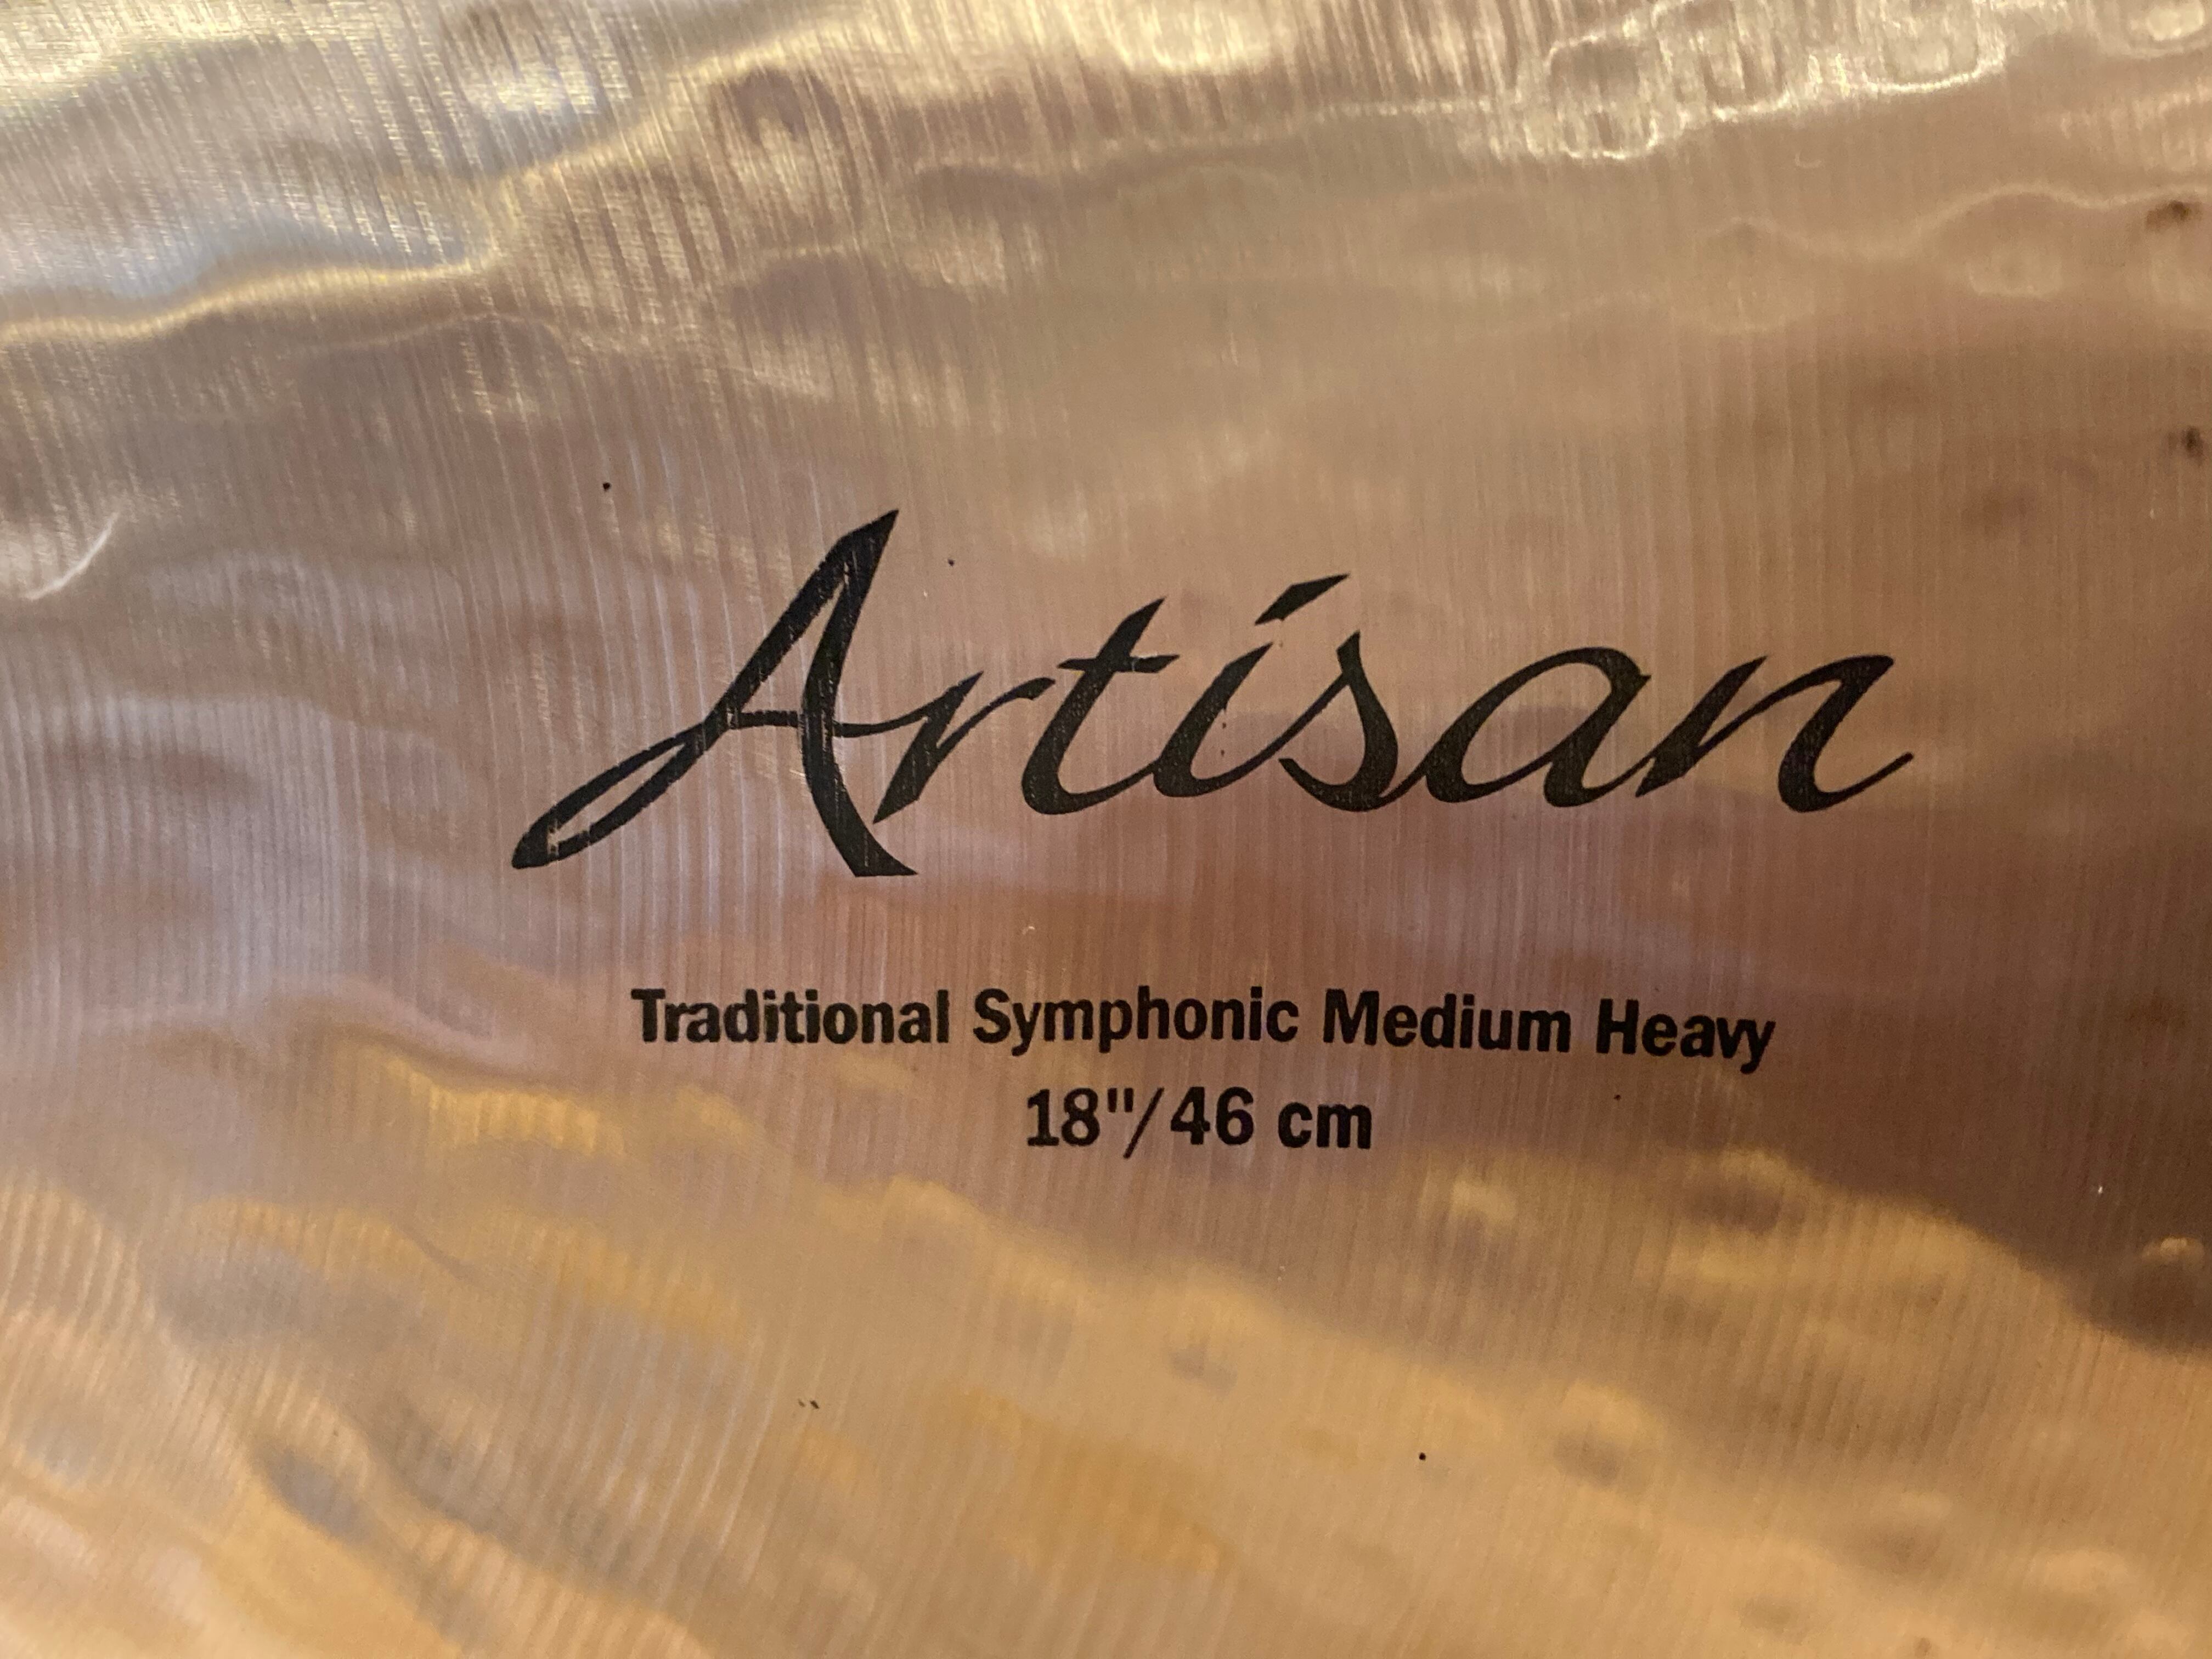 Artisan
Traditional Symphonic Medium Heavy
18"/46 cm